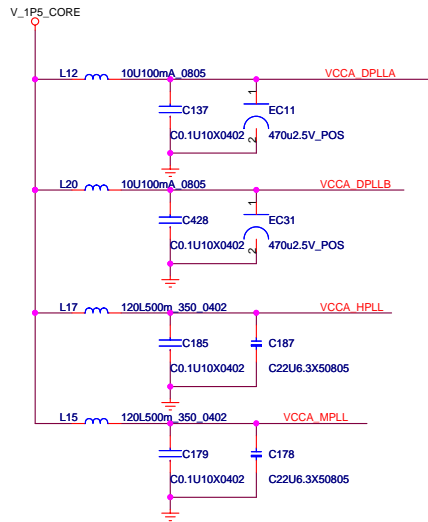 V_1P5_CORE
L12 10U100mA_0805 VCCA_DPLLA
1
C137 EC11
C0.1U10X0402 2 470u2.5V_POS
L20 10U100mA_0805 VCCA_DPLLB
1
C428 EC31
C0.1U10X0402 2 470u2.5V_POS
L17 120L500m_350_0402 VCCA_HPLL
C185 C187
C0.1U10X0402 C22U6.3X50805
L15 120L500m_350_0402 VCCA_MPLL
C179 C178
C0.1U10X0402 C22U6.3X50805